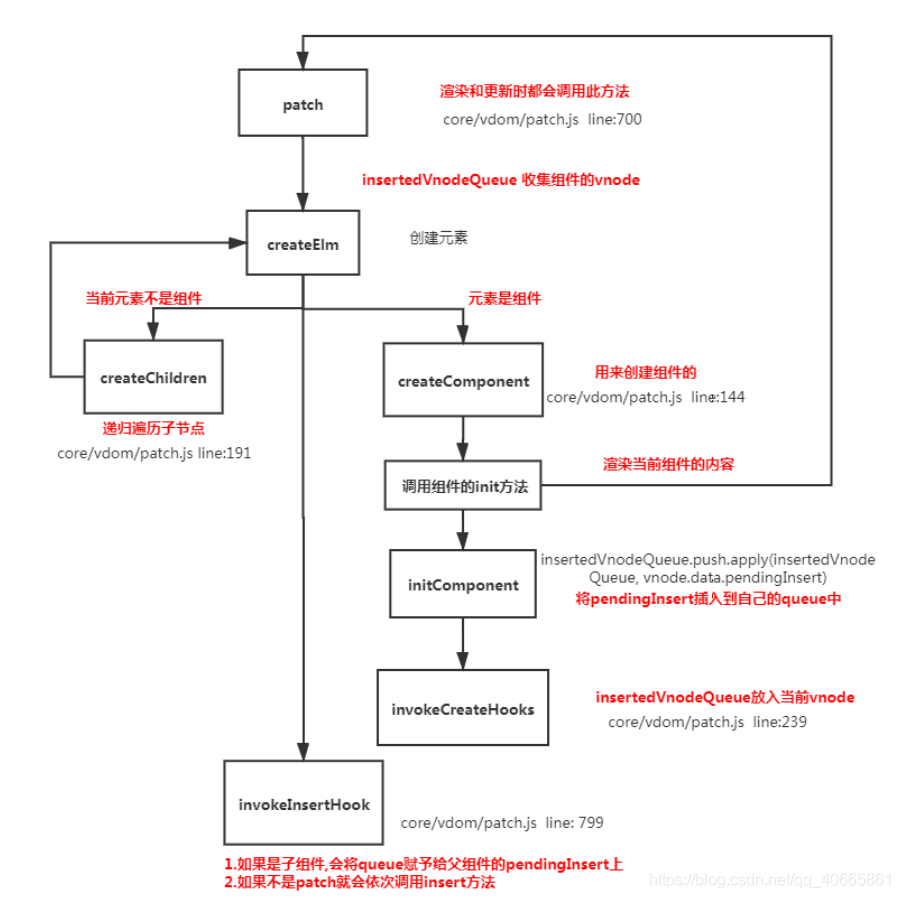 patch
渲染和更新时都会调用此方法
core/vdom/patch.js line:700
insertedVnodeQueue 收集组件的vnode
createElm
创建元素
当前元素不是组件
元素是组件
createChildren
递归遍历子节点
core/vdom/patch.js line:191
createComponent
用来创建组件的
core/vdom/patch.js line:144
调用组件的init方法
渲染当前组件的内容
initComponent
insertedVnodeQueue.push.apply(insertedVnode
Queue, vnode.data.pendingInsert)
将pendingInsert插入到自己的queue中
invokeCreateHooks
insertedVnodeQueue放入当前vnode
core/vdom/patch.js line:239
invokeInsertHook
core/vdom/patch.js line: 799
1.如果是子组件,会将queue赋予给父组件的pendingInsert上
2.如果不是patch就会依次调用insert方法
https://blog.csdn.net/qq_40665861